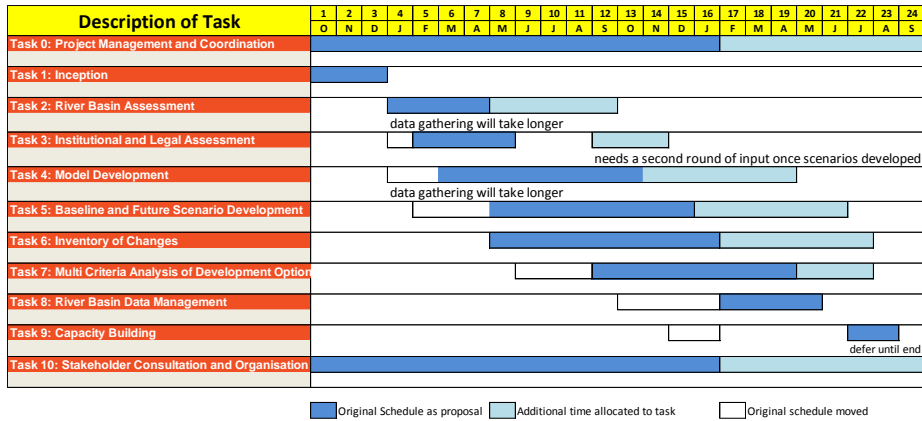 Description of Task 1 2 3 4 5 6 7 8 9 10 11 12 13 14 15 16 17 18 19 20 21 22 23 24
O N D J F M A M J J A S O N D J F M A M J J A S
Task 0: Project Management and Coordination
Task 1: Inception
Task 2: River Basin Assessment
data gathering will take longer
Task 3: Institutional and Legal Assessment
needs a second round of input once scenarios developed
Task 4: Model Development
data gathering will take longer
Task 5: Baseline and Future Scenario Development
Task 6: Inventory of Changes
Task 7: Multi Criteria Analysis of Development Option
Task 8: River Basin Data Management
Task 9: Capacity Building
defer until end
Task 10: Stakeholder Consultation and Organisation
Original Schedule as proposal Additional time allocated to task Original schedule moved